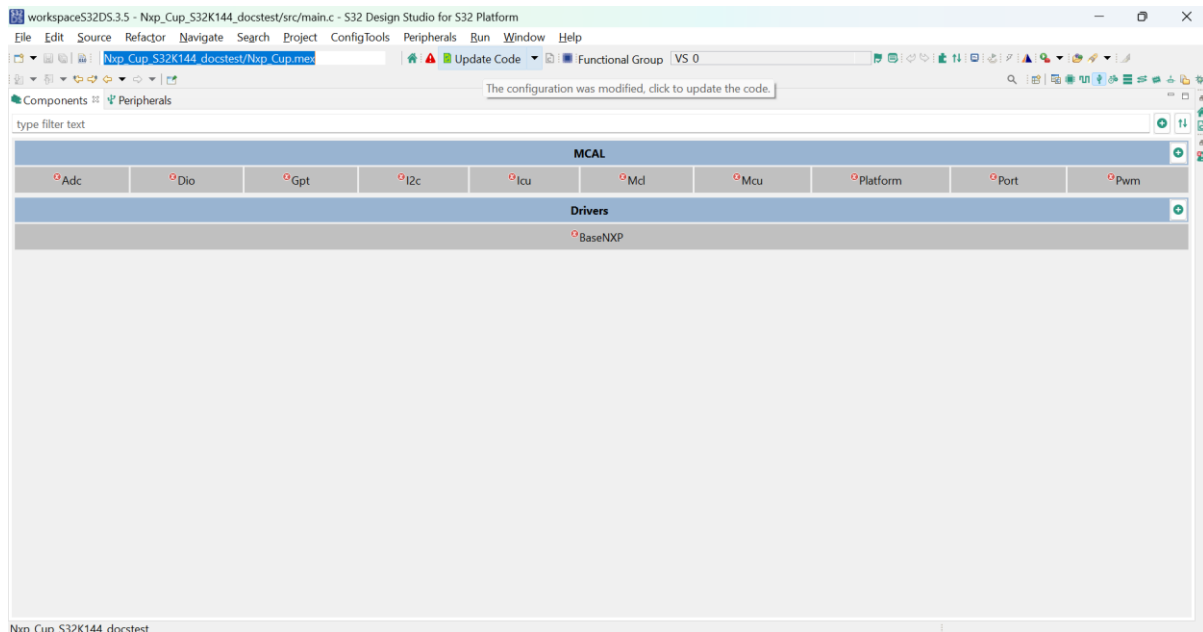 workspaceS32DS.3.5 - Nxp_Cup_S32K144_docstest/src/main.c - S32 Design Studio for S32 Platform
File Edit Source Refactor Navigate Search Project ConfigTools Peripherals Run Window Help
Nxp_Cup_S32K144_docstest/Nxp_Cup.mex Update Code Functional Group VS 0
The configuration was modified, click to update the code.
Components Peripherals
type filter text
MCAL
Adc Dio Gpt I2c Icu Mcl Mcu Platform Port Pwm
Drivers
BaseNXP
Nxp_Cup_S32K144_docstest